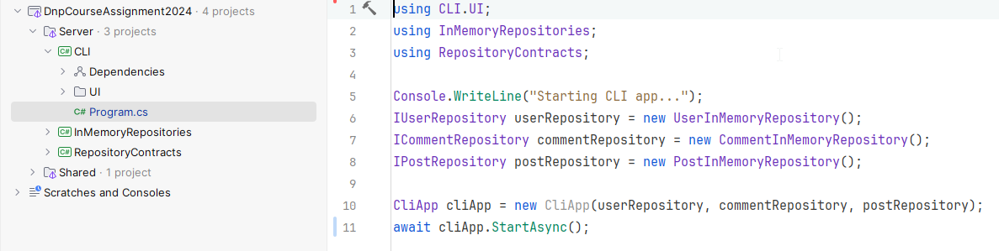 DnpCourseAssignment2024 · 4 projects
Server · 3 projects
C# CLI
Dependencies
UI
C# Program.cs
C# InMemoryRepositories
C# RepositoryContracts
Shared · 1 project
Scratches and Consoles
1 using CLI.UI;
2 using InMemoryRepositories;
3 using RepositoryContracts;
4
5 Console.WriteLine("Starting CLI app...");
6 IUserRepository userRepository = new UserInMemoryRepository();
7 ICommentRepository commentRepository = new CommentInMemoryRepository();
8 IPostRepository postRepository = new PostInMemoryRepository();
9
10 CliApp cliApp = new CliApp(userRepository, commentRepository, postRepository);
11 await cliApp.StartAsync();